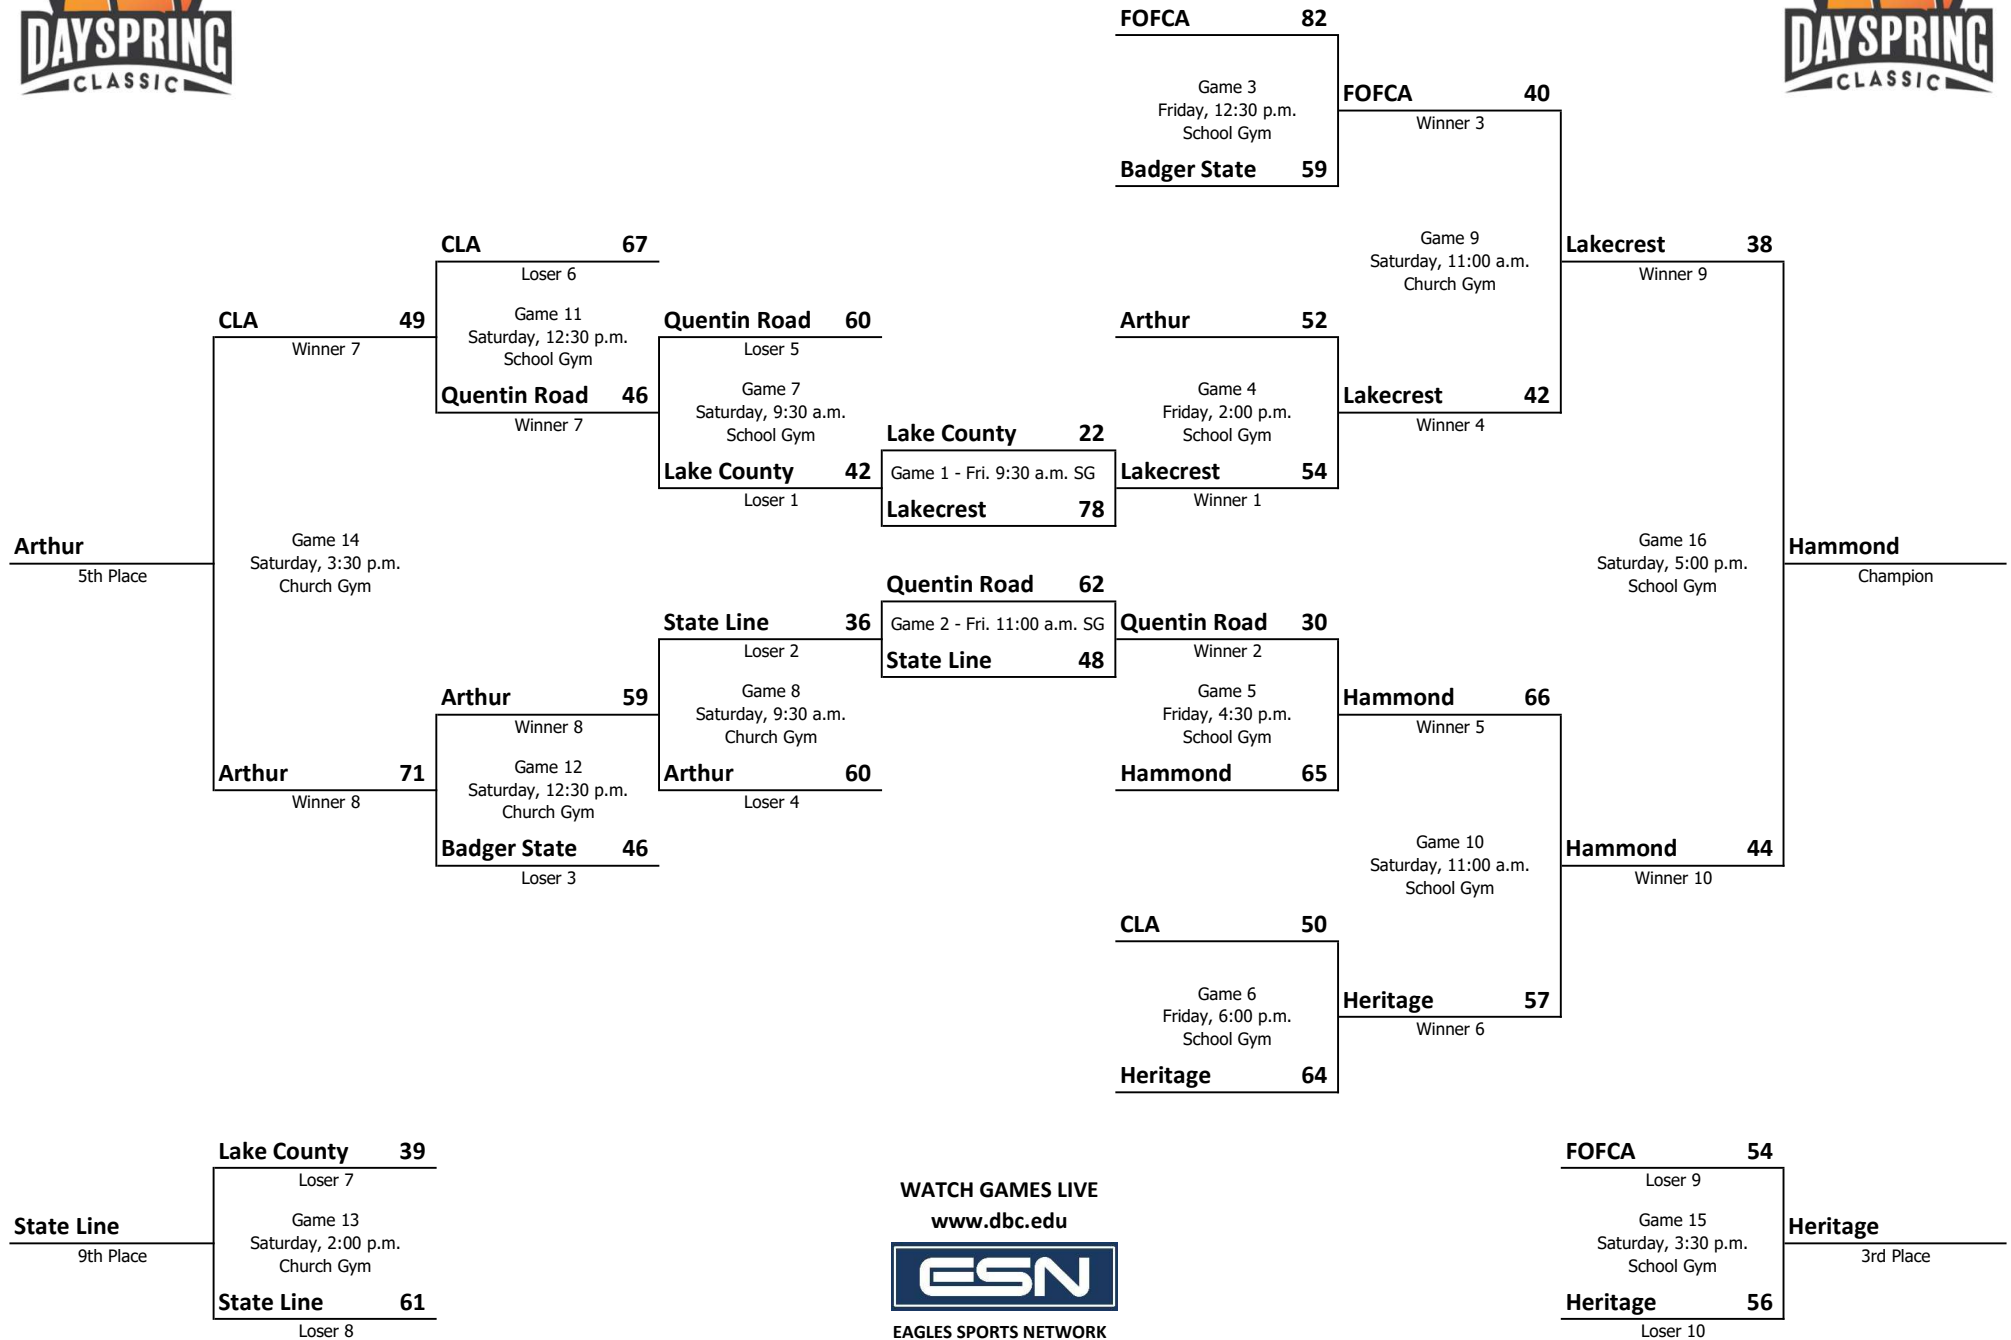 DAYSPRING
CLASSIC
DAYSPRING
CLASSIC
FOFCA 82
Game 3
Friday, 12:30 p.m.
School Gym
Badger State 59
FOFCA 40
Winner 3
Game 9
Saturday, 11:00 a.m.
Church Gym
Arthur 52
Game 4
Friday, 2:00 p.m.
School Gym
Lakecrest 54
Winner 1
Lakecrest 42
Winner 4
Lakecrest 38
Winner 9
CLA 67
Loser 6
Game 11
Saturday, 12:30 p.m.
School Gym
Quentin Road 46
Winner 7
CLA 49
Winner 7
Quentin Road 60
Loser 5
Game 7
Saturday, 9:30 a.m.
School Gym
Lake County 42
Loser 1
Lake County 22
Game 1 - Fri. 9:30 a.m. SG
Lakecrest 78
Arthur
5th Place
Game 14
Saturday, 3:30 p.m.
Church Gym
Game 16
Saturday, 5:00 p.m.
School Gym
Hammond
Champion
Quentin Road 62
Game 2 - Fri. 11:00 a.m. SG
State Line 48
State Line 36
Loser 2
Game 8
Saturday, 9:30 a.m.
Church Gym
Arthur 60
Loser 4
Arthur 59
Winner 8
Game 12
Saturday, 12:30 p.m.
Church Gym
Badger State 46
Loser 3
Arthur 71
Winner 8
Quentin Road 30
Winner 2
Game 5
Friday, 4:30 p.m.
School Gym
Hammond 65
Hammond 66
Winner 5
Game 10
Saturday, 11:00 a.m.
School Gym
Hammond 44
Winner 10
CLA 50
Game 6
Friday, 6:00 p.m.
School Gym
Heritage 64
Heritage 57
Winner 6
Lake County 39
Loser 7
Game 13
Saturday, 2:00 p.m.
Church Gym
State Line 61
Loser 8
State Line
9th Place
WATCH GAMES LIVE
www.dbc.edu
ESN
EAGLES SPORTS NETWORK
FOFCA 54
Loser 9
Game 15
Saturday, 3:30 p.m.
School Gym
Heritage 56
Loser 10
Heritage
3rd Place